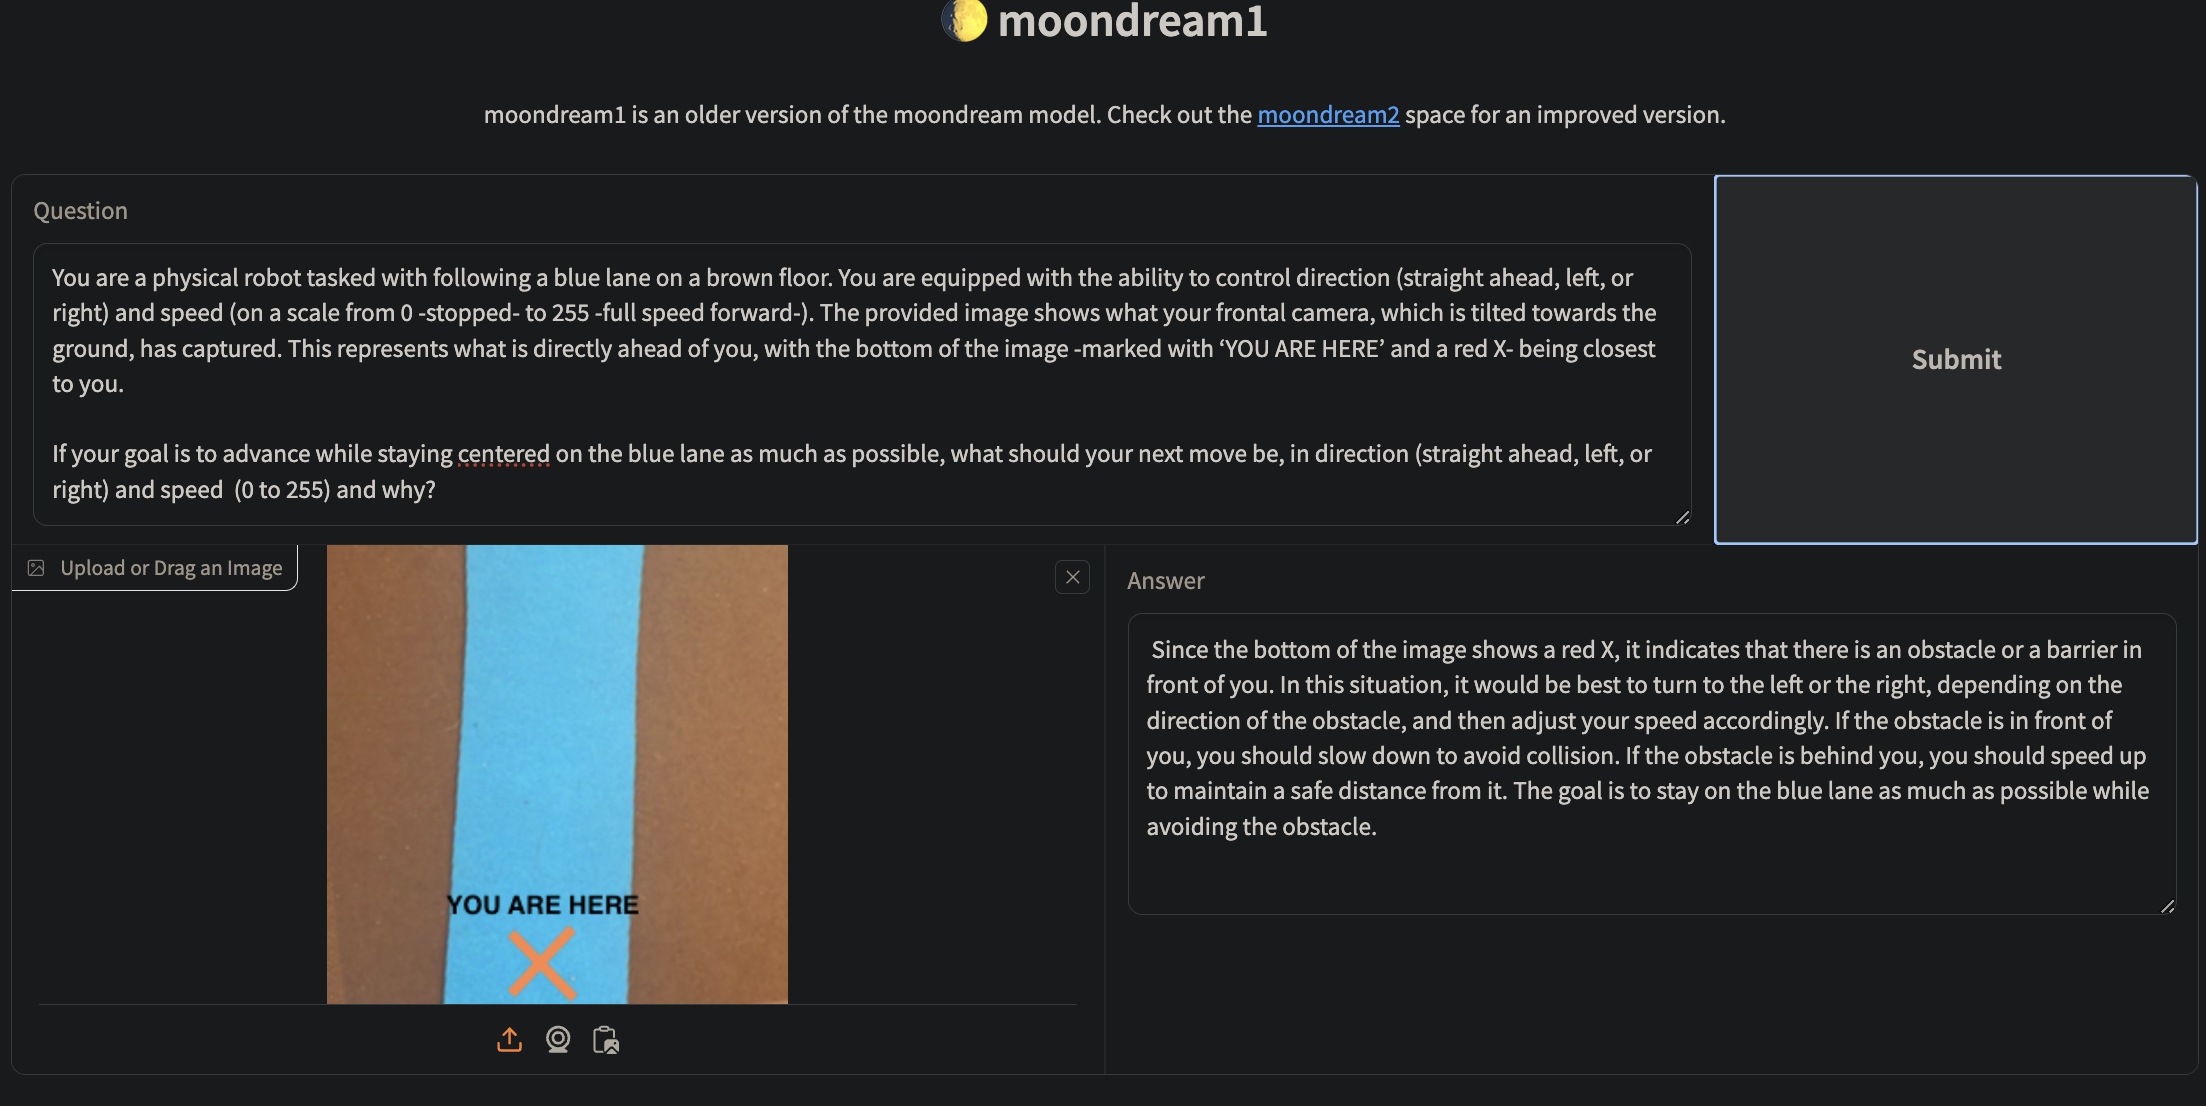 moondream1
moondream1 is an older version of the moondream model. Check out the moondream2 space for an improved version.
Question
You are a physical robot tasked with following a blue lane on a brown floor. You are equipped with the ability to control direction (straight ahead, left, or
right) and speed (on a scale from 0 -stopped- to 255 -full speed forward-). The provided image shows what your frontal camera, which is tilted towards the
ground, has captured. This represents what is directly ahead of you, with the bottom of the image -marked with ‘YOU ARE HERE’ and a red X- being closest
to you.
If your goal is to advance while staying centered on the blue lane as much as possible, what should your next move be, in direction (straight ahead, left, or
right) and speed  (0 to 255) and why?
Submit
Upload or Drag an Image
YOU ARE HERE
Answer
Since the bottom of the image shows a red X, it indicates that there is an obstacle or a barrier in
front of you. In this situation, it would be best to turn to the left or the right, depending on the
direction of the obstacle, and then adjust your speed accordingly. If the obstacle is in front of
you, you should slow down to avoid collision. If the obstacle is behind you, you should speed up
to maintain a safe distance from it. The goal is to stay on the blue lane as much as possible while
avoiding the obstacle.